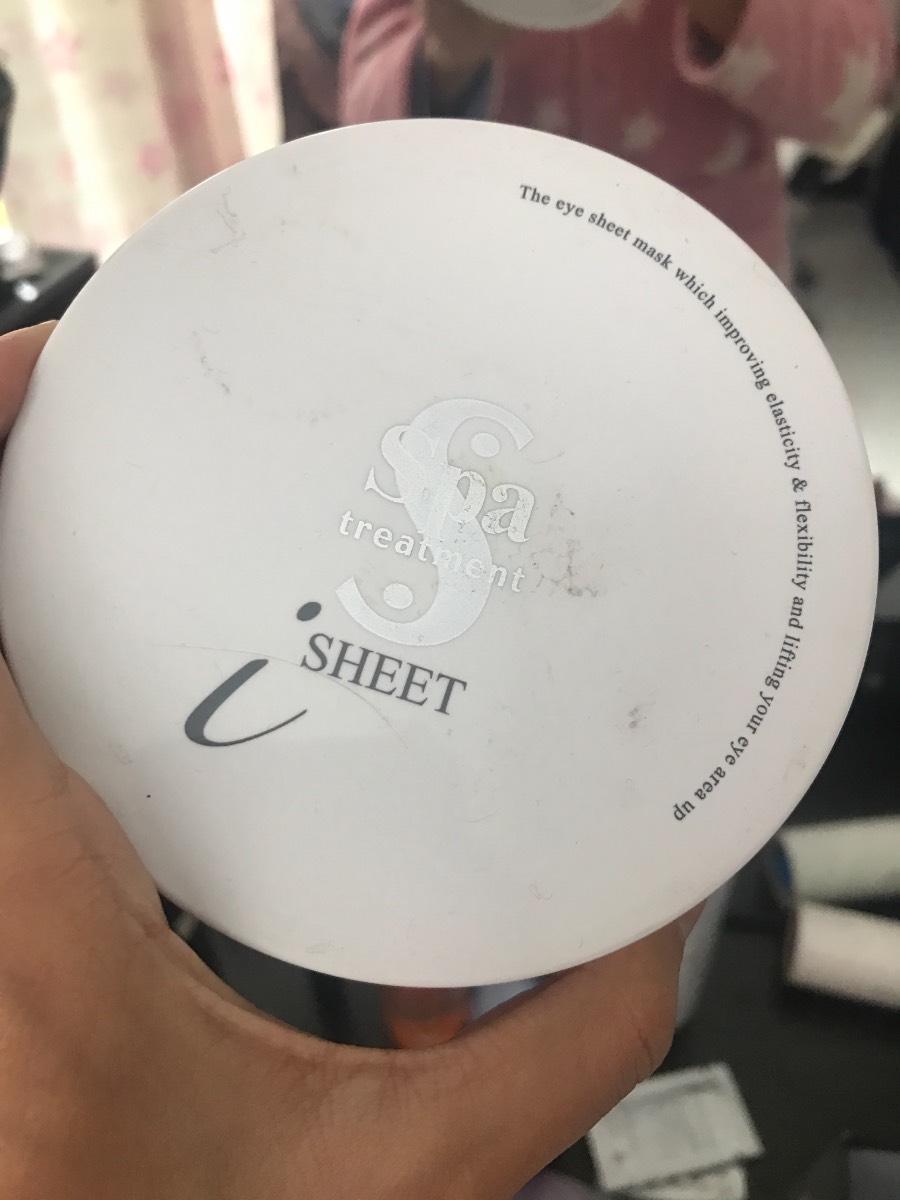 The eye sheet mask which improving elasticity & flexibility and lifting your eye area up
Spa
treatment
i SHEET